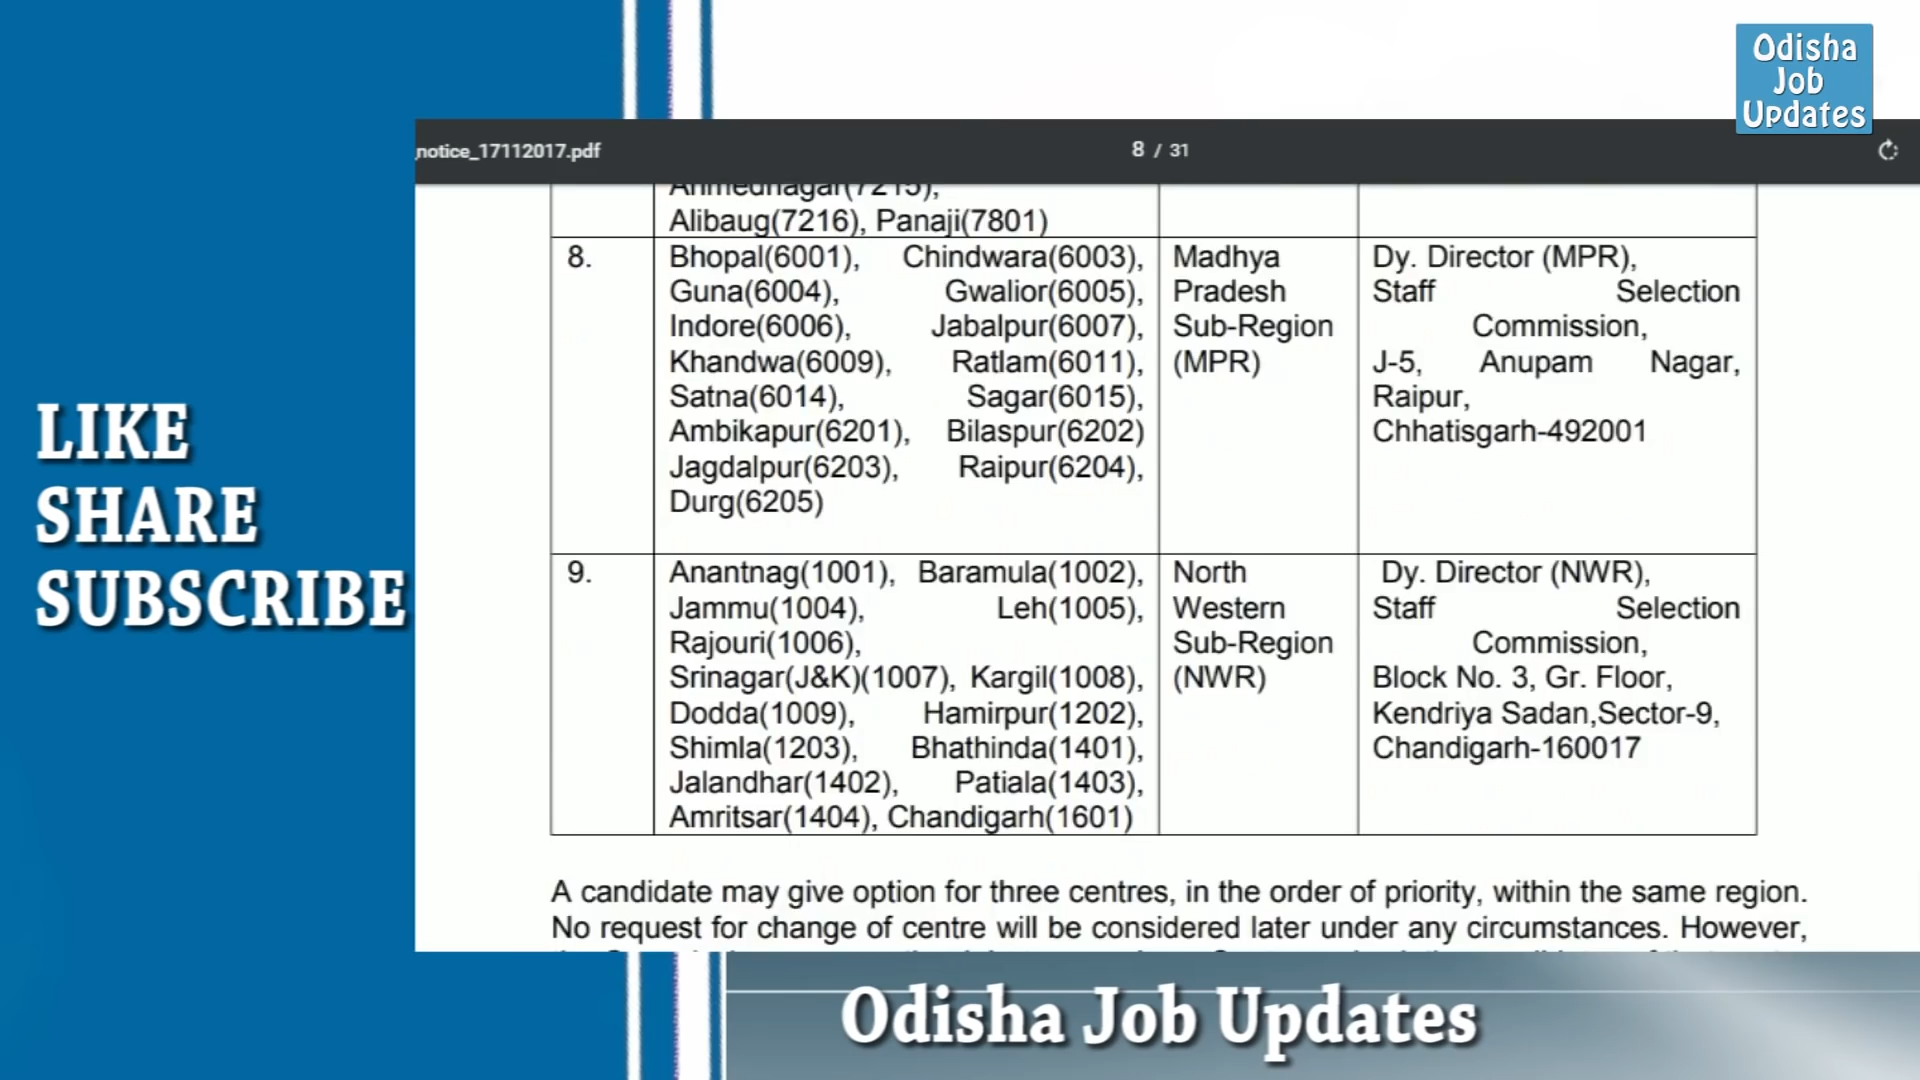 Odisha
Job
Updates
notice_17112017.pdf
8 / 31
Ahmednagar(7215),
Alibaug(7216), Panaji(7801)
8.
Bhopal(6001), Chindwara(6003),
Guna(6004), Gwalior(6005),
Indore(6006), Jabalpur(6007),
Khandwa(6009), Ratlam(6011),
Satna(6014), Sagar(6015),
Ambikapur(6201), Bilaspur(6202)
Jagdalpur(6203), Raipur(6204),
Durg(6205)
Madhya
Pradesh
Sub-Region
(MPR)
Dy. Director (MPR),
Staff Selection
Commission,
J-5, Anupam Nagar,
Raipur,
Chhatisgarh-492001
9.
Anantnag(1001), Baramula(1002),
Jammu(1004), Leh(1005),
Rajouri(1006),
Srinagar(J&K)(1007), Kargil(1008),
Dodda(1009), Hamirpur(1202),
Shimla(1203), Bhathinda(1401),
Jalandhar(1402), Patiala(1403),
Amritsar(1404), Chandigarh(1601)
North
Western
Sub-Region
(NWR)
Dy. Director (NWR),
Staff Selection
Commission,
Block No. 3, Gr. Floor,
Kendriya Sadan,Sector-9,
Chandigarh-160017
A candidate may give option for three centres, in the order of priority, within the same region.
No request for change of centre will be considered later under any circumstances. However,
LIKE
SHARE
SUBSCRIBE
Odisha Job Updates